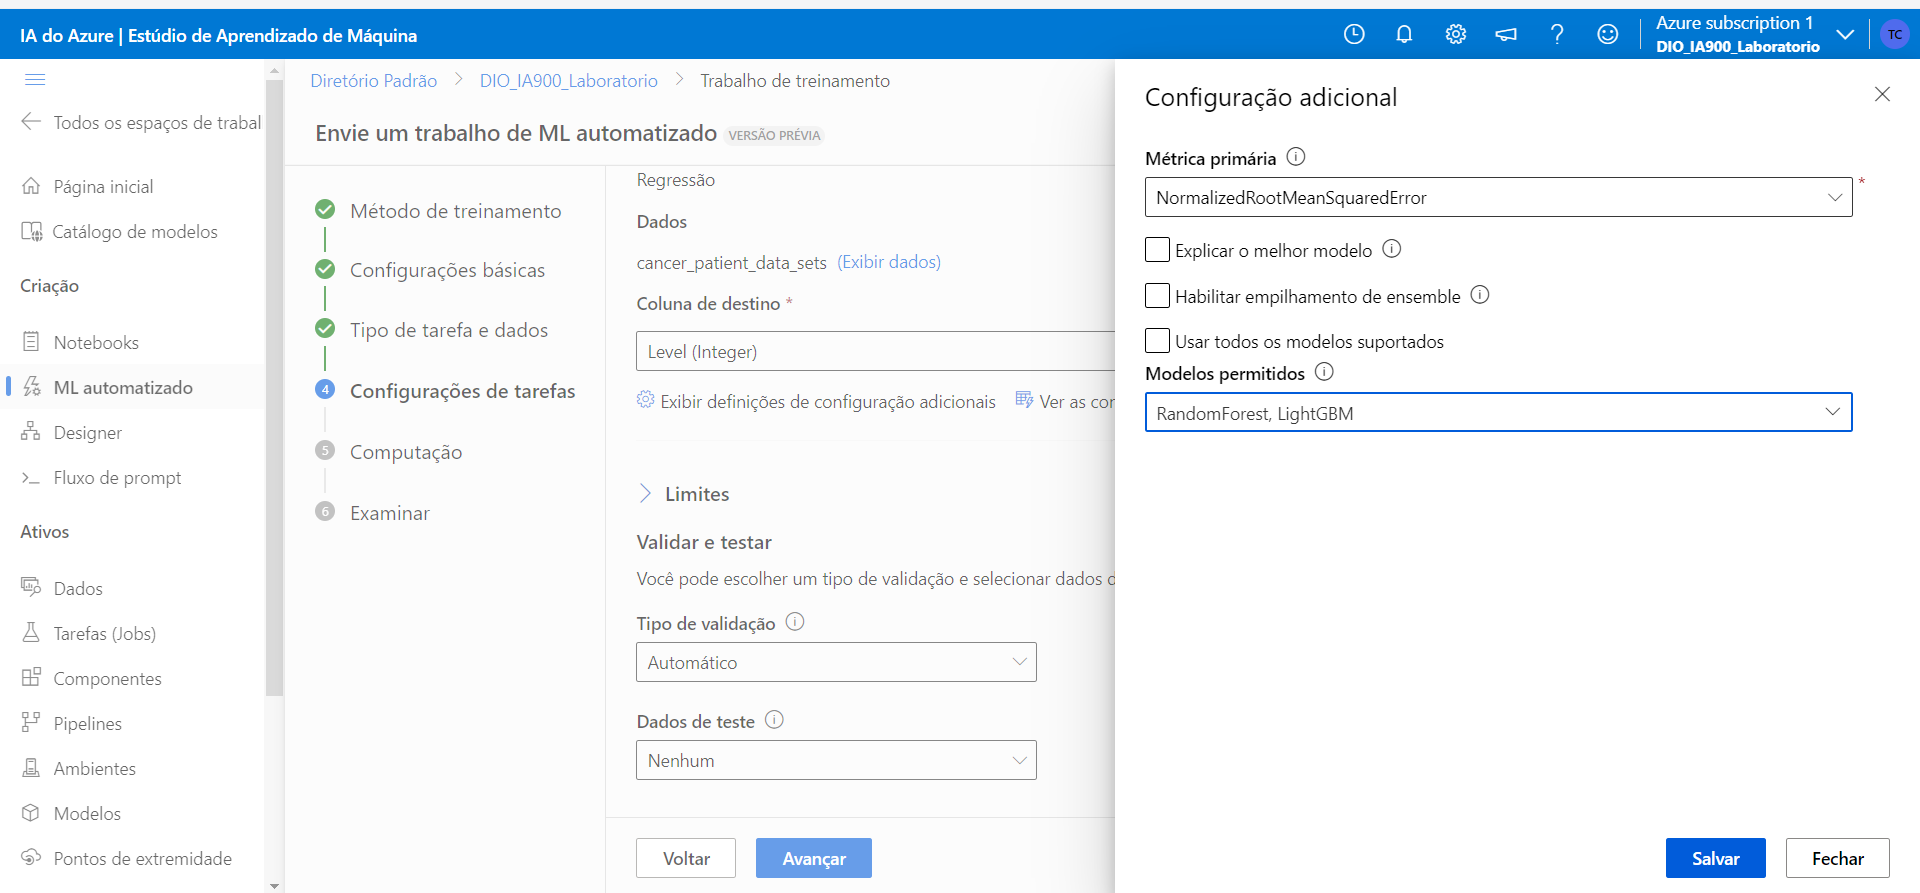 IA do Azure | Estúdio de Aprendizado de Máquina
Azure subscription 1
DIO_IA900_Laboratorio
TC
Todos os espaços de trabal
Página inicial
Catálogo de modelos
Criação
Notebooks
ML automatizado
Designer
Fluxo de prompt
Ativos
Dados
Tarefas (Jobs)
Componentes
Pipelines
Ambientes
Modelos
Pontos de extremidade
Diretório Padrão > DIO_IA900_Laboratorio > Trabalho de treinamento
Envie um trabalho de ML automatizado VERSÃO PRÉVIA
Método de treinamento
Configurações básicas
Tipo de tarefa e dados
4 Configurações de tarefas
5 Computação
6 Examinar
Regressão
Dados
cancer_patient_data_sets (Exibir dados)
Coluna de destino *
Level (Integer)
Exibir definições de configuração adicionais Ver as cor
Limites
Validar e testar
Você pode escolher um tipo de validação e selecionar dados d
Tipo de validação
Automático
Dados de teste
Nenhum
Voltar Avançar
Configuração adicional
Métrica primária
NormalizedRootMeanSquaredError *
Explicar o melhor modelo
Habilitar empilhamento de ensemble
Usar todos os modelos suportados
Modelos permitidos
RandomForest, LightGBM
Salvar Fechar